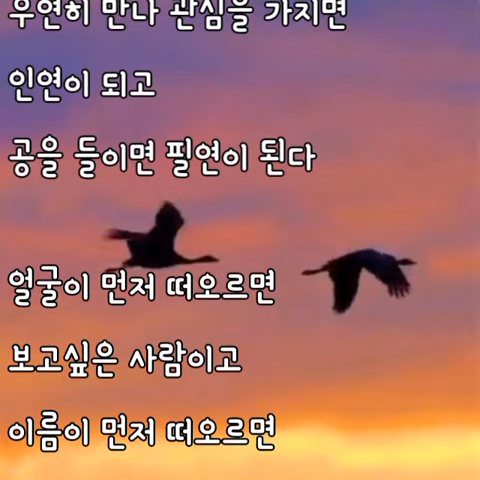 우연히 만나 관심을 가지면
인연이 되고
공을 들이면 필연이 된다
얼굴이 먼저 떠오르면
보고싶은 사람이고
이름이 먼저 떠오르면